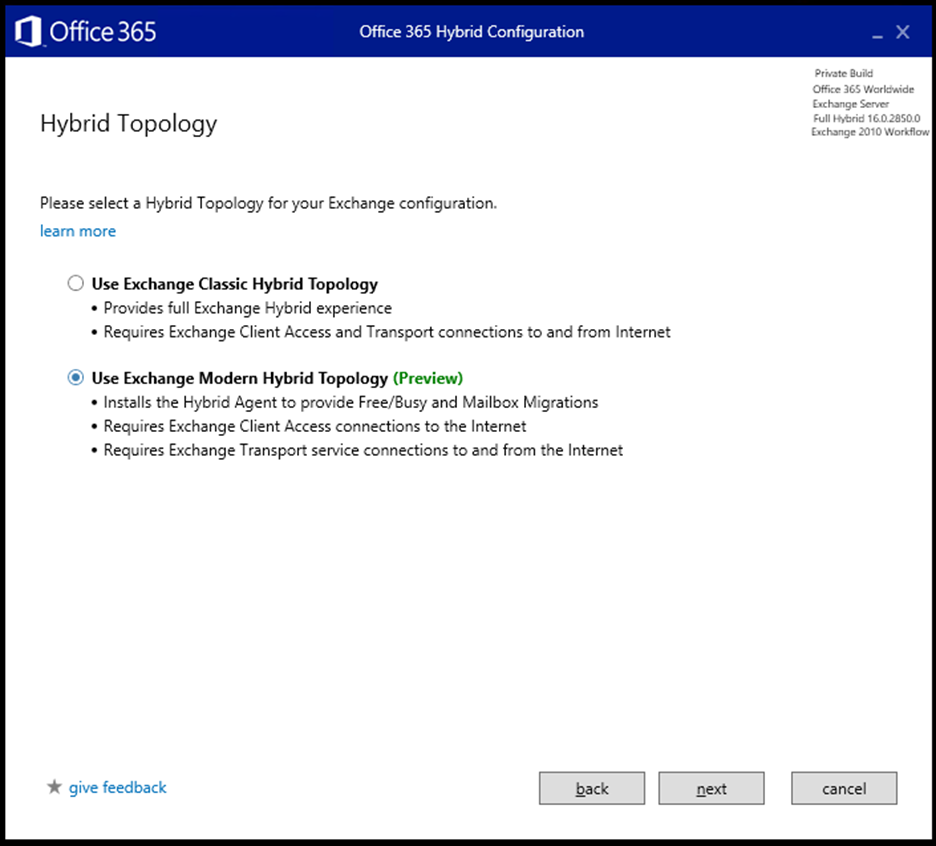 Office 365
Office 365 Hybrid Configuration
Private Build
Office 365 Worldwide
Exchange Server
Full Hybrid 16.0.2850.0
Exchange 2010 Workflow
Hybrid Topology
Please select a Hybrid Topology for your Exchange configuration.
learn more
Use Exchange Classic Hybrid Topology
• Provides full Exchange Hybrid experience
• Requires Exchange Client Access and Transport connections to and from Internet
Use Exchange Modern Hybrid Topology (Preview)
• Installs the Hybrid Agent to provide Free/Busy and Mailbox Migrations
• Requires Exchange Client Access connections to the Internet
• Requires Exchange Transport service connections to and from the Internet
give feedback
back
next
cancel